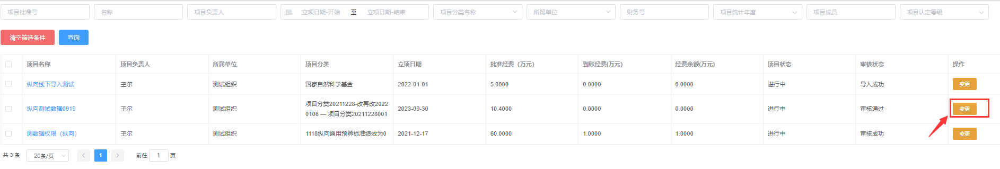 项目批准号 名称 项目负责人 立项日期-开始 至 立项日期-结束 项目分类名称 所属单位 财务号 项目统计年度 项目成员 项目认定等级
清空筛选条件 查询
项目名称 项目负责人 所属单位 项目分类 立项日期 批准经费（万元） 到账经费(万元) 经费余额(万元) 项目状态 审核状态 操作
纵向线下导入测试 王尔 测试组织 国家自然科学基金 2022-01-01 5.0000 0.0000 0.0000 进行中 导入成功 变更
纵向测试数据0919 王尔 测试组织 项目分类20211228-改再改2022 2023-09-30 10.4000 0.0000 0.0000 进行中 审核通过 变更
0106 — 项目分类20211228001
测数据权限（纵向） 王尔 测试组织 1118纵向通用预算标准绩效为0 2021-12-17 60.0000 1.0000 1.0000 进行中 审核成功 变更
共 3 条 20条/页 1 前往 1 页